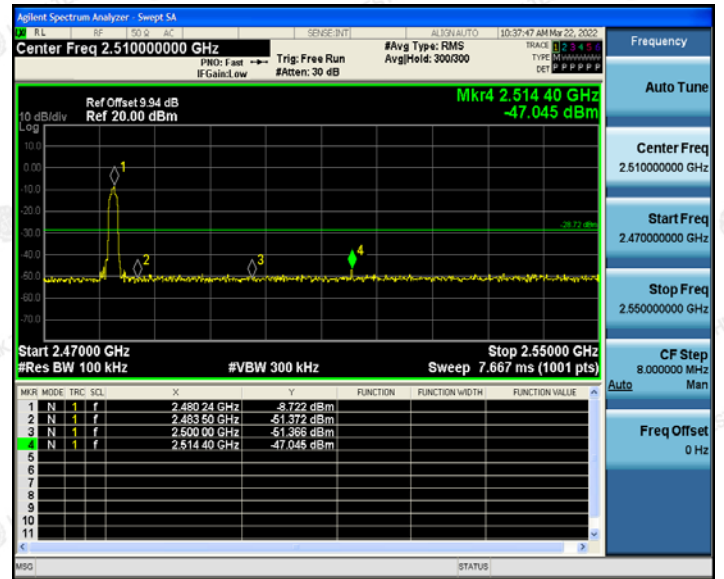 Agilent Spectrum Analyzer - Swept SA
RL RF 50 Ω AC SENSE:INT ALIGNAUTO 10:37:47 AM Mar 22, 2022
Center Freq 2.510000000 GHz
PNO: Fast
IFGain:Low
Trig: Free Run
#Atten: 30 dB
#Avg Type: RMS
Avg|Hold: 300/300
TRACE 1 2 3 4 5 6
TYPE M
DET P P P P P P
Ref Offset 9.94 dB
Ref 20.00 dBm
10 dB/div
Log
Mkr4 2.514 40 GHz
-47.045 dBm
10.0
0.00
-10.0
-20.0
-30.0
-40.0
-50.0
-60.0
-70.0
1
2
3
4
-28.72 dBm
Start 2.47000 GHz Stop 2.55000 GHz
#Res BW 100 kHz #VBW 300 kHz Sweep 7.667 ms (1001 pts)
MKR MODE TRC SCL X Y FUNCTION FUNCTION WIDTH FUNCTION VALUE
1 N 1 f 2.480 24 GHz -8.722 dBm
2 N 1 f 2.483 50 GHz -51.372 dBm
3 N 1 f 2.500 00 GHz -51.366 dBm
4 N 1 f 2.514 40 GHz -47.045 dBm
5
6
7
8
9
10
11
MSG STATUS
Frequency
Auto Tune
Center Freq
2.510000000 GHz
Start Freq
2.470000000 GHz
Stop Freq
2.550000000 GHz
CF Step
8.000000 MHz
Auto Man
Freq Offset
0 Hz